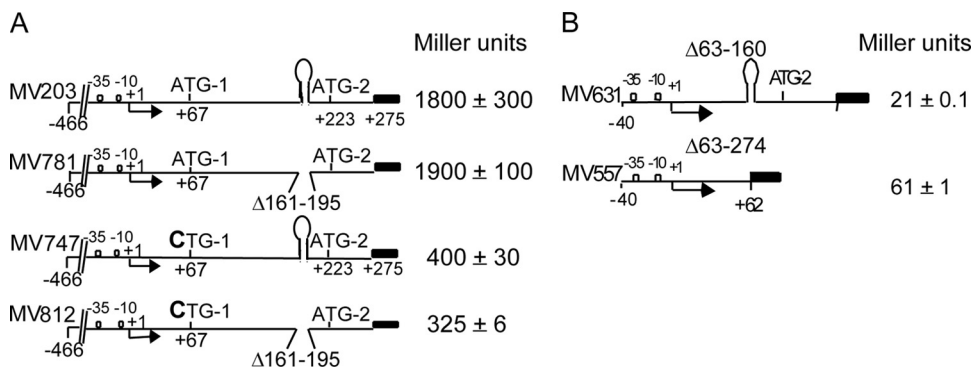 A
Miller units
MV203 -35 -10 +1 ATG-1 ATG-2 1800 ± 300
-466 +67 +223 +275
MV781 -35 -10 +1 ATG-1 ATG-2 1900 ± 100
-466 +67 Δ161-195
MV747 -35 -10 +1 CTG-1 ATG-2 400 ± 30
-466 +67 +223 +275
MV812 -35 -10 +1 CTG-1 ATG-2 325 ± 6
-466 +67 Δ161-195
B
Miller units
Δ63-160
MV631 -35 -10 +1 ATG-2 21 ± 0.1
-40
Δ63-274
MV557 -35 -10 +1 61 ± 1
-40 +62